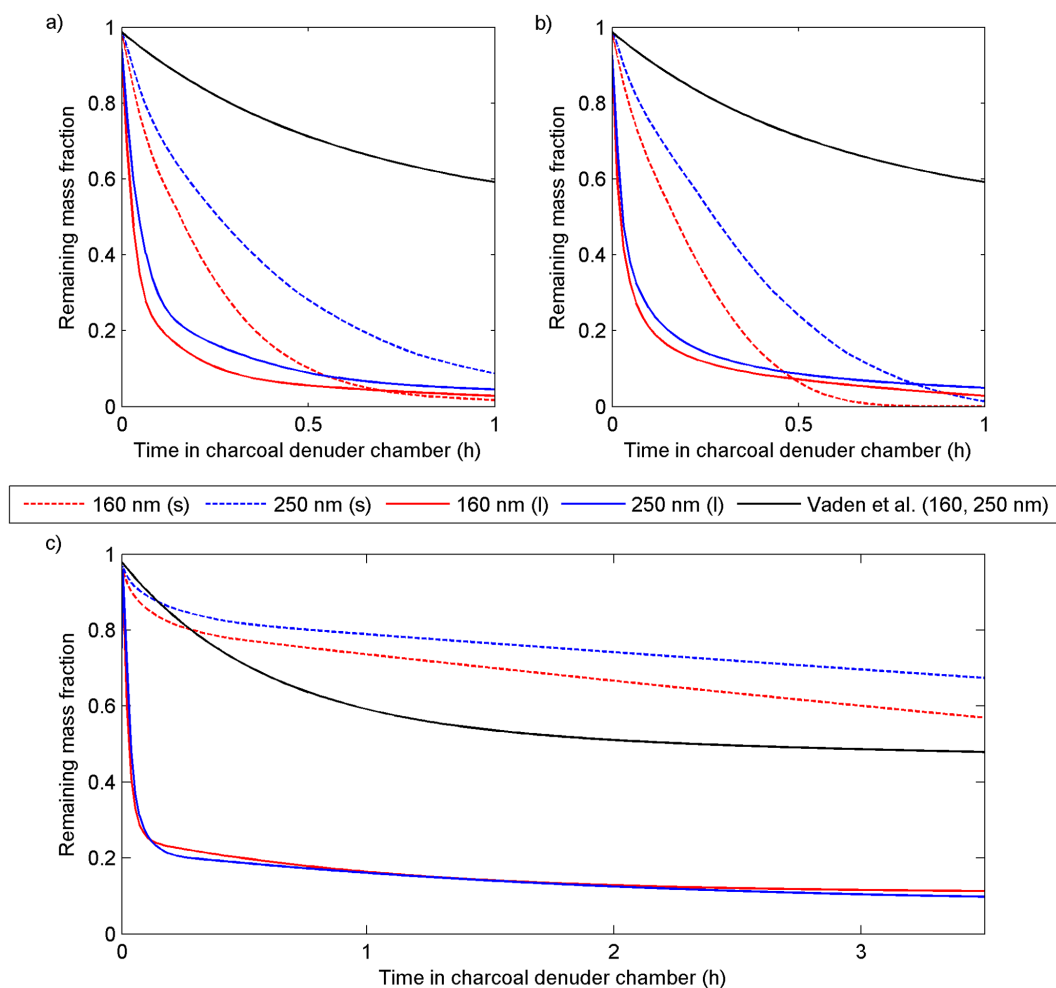 a)
1
0.8
0.6
0.4
0.2
0
Remaining mass fraction
0
0.5
1
Time in charcoal denuder chamber (h)
b)
1
0.8
0.6
0.4
0.2
0
Remaining mass fraction
0
0.5
1
Time in charcoal denuder chamber (h)
160 nm (s) 250 nm (s) 160 nm (l) 250 nm (l) Vaden et al. (160, 250 nm)
c)
1
0.8
0.6
0.4
0.2
0
Remaining mass fraction
0
1
2
3
Time in charcoal denuder chamber (h)